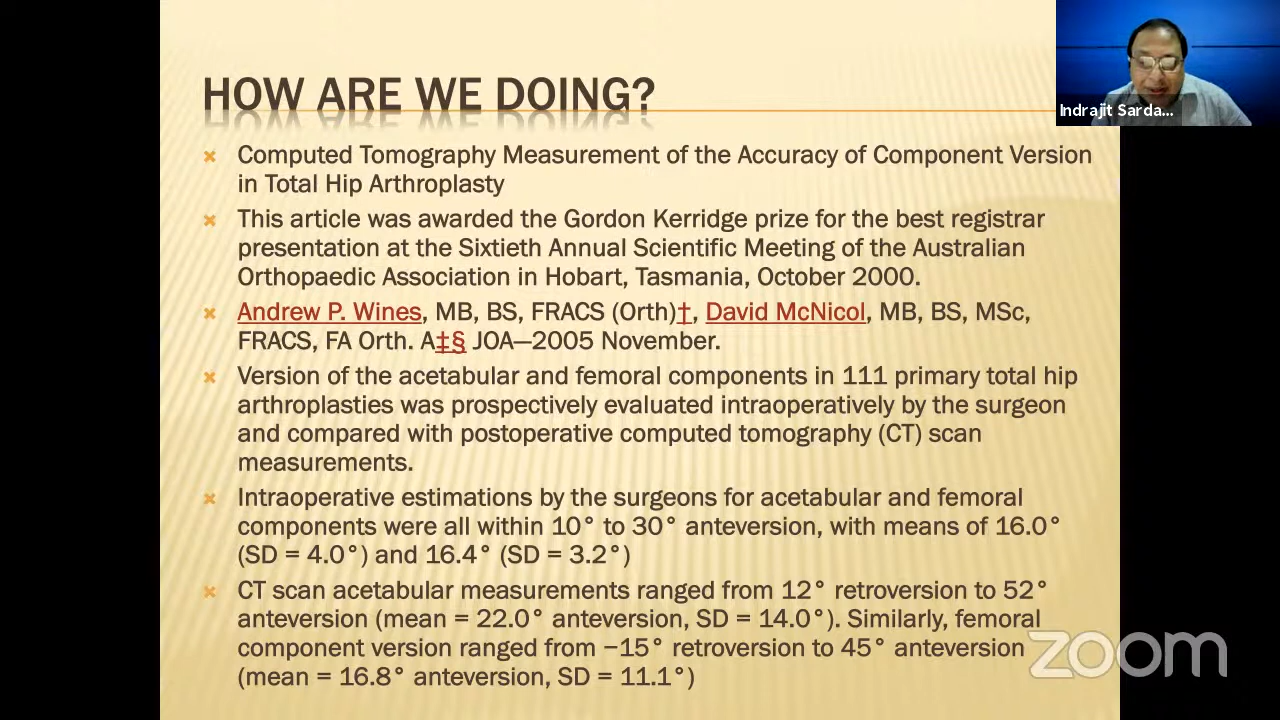 HOW ARE WE DOING?
Computed Tomography Measurement of the Accuracy of Component Version
in Total Hip Arthroplasty
This article was awarded the Gordon Kerridge prize for the best registrar
presentation at the Sixtieth Annual Scientific Meeting of the Australian
Orthopaedic Association in Hobart, Tasmania, October 2000.
Andrew P. Wines, MB, BS, FRACS (Orth)†, David McNicol, MB, BS, MSc,
FRACS, FA Orth. A‡§ JOA—2005 November.
Version of the acetabular and femoral components in 111 primary total hip
arthroplasties was prospectively evaluated intraoperatively by the surgeon
and compared with postoperative computed tomography (CT) scan
measurements.
Intraoperative estimations by the surgeons for acetabular and femoral
components were all within 10° to 30° anteversion, with means of 16.0°
(SD = 4.0°) and 16.4° (SD = 3.2°)
CT scan acetabular measurements ranged from 12° retroversion to 52°
anteversion (mean = 22.0° anteversion, SD = 14.0°). Similarly, femoral
component version ranged from −15° retroversion to 45° anteversion
(mean = 16.8° anteversion, SD = 11.1°)
Indrajit Sarda...
zoom